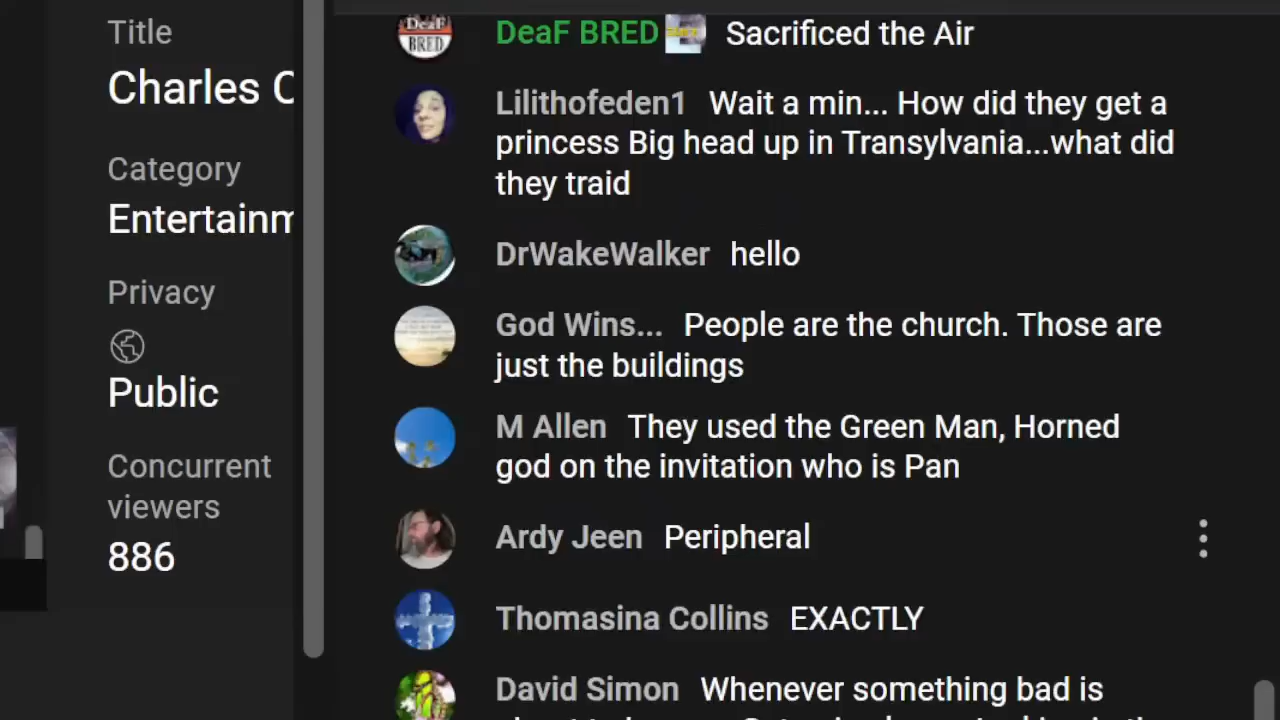 Title
Charles C
Category
Entertainm
Privacy
Public
Concurrent
viewers
886
DeaF BRED Sacrificed the Air
Lilithofeden1 Wait a min... How did they get a
princess Big head up in Transylvania...what did
they traid
DrWakeWalker hello
God Wins... People are the church. Those are
just the buildings
M Allen They used the Green Man, Horned
god on the invitation who is Pan
Ardy Jeen Peripheral
Thomasina Collins EXACTLY
David Simon Whenever something bad is